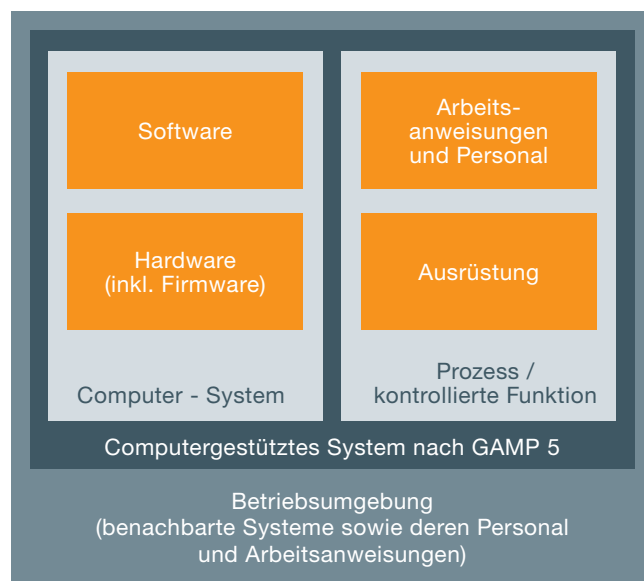 Software
Hardware
(inkl. Firmware)
Computer - System
Arbeits-
anweisungen
und Personal
Ausrüstung
Prozess /
kontrollierte Funktion
Computergestütztes System nach GAMP 5
Betriebsumgebung
(benachbarte Systeme sowie deren Personal
und Arbeitsanweisungen)